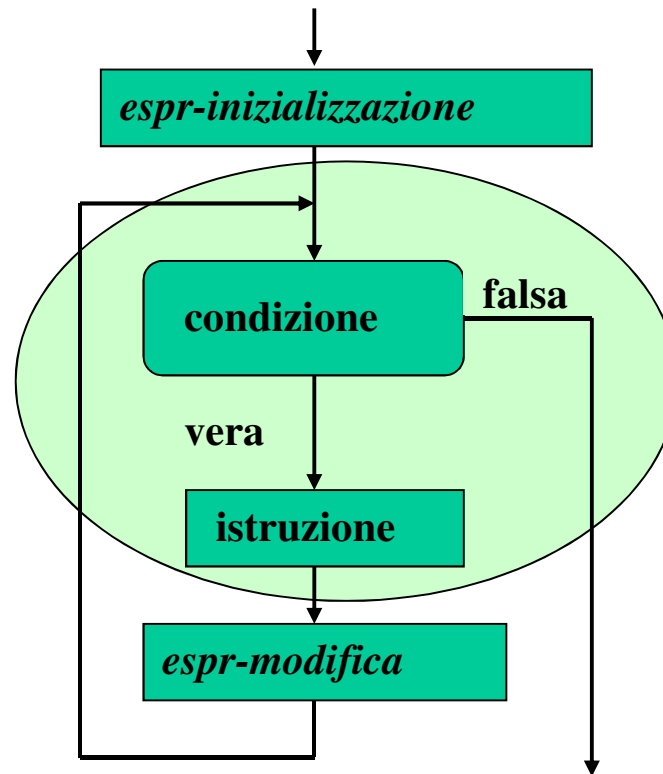 espr-inizializzazione
condizione
falsa
vera
istruzione
espr-modifica